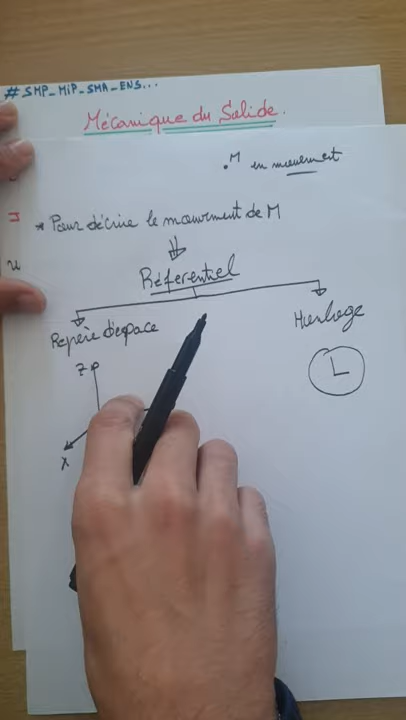 #SMP_MIP_SMA_ENS...
Mécanique du Solide.
.M en mouvement
* Pour décrire le mouvement de M
Référentiel
Repère d'espace
Horloge
Z
L
X